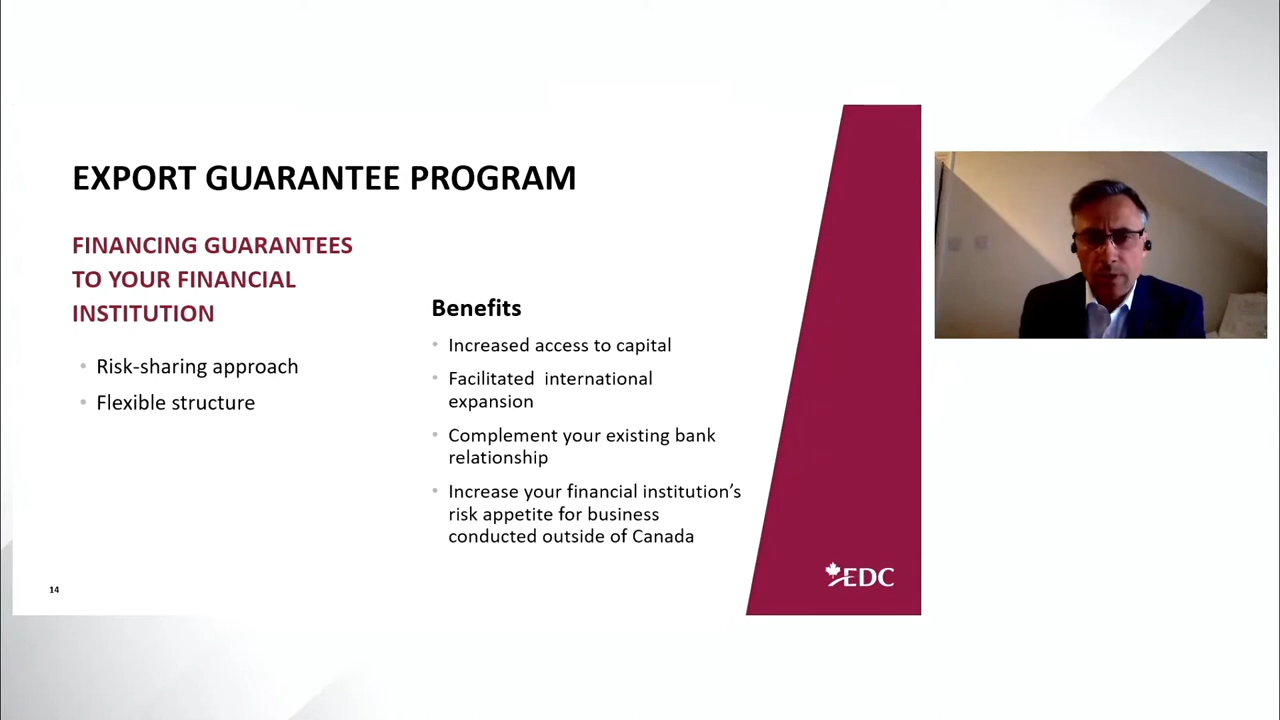 EXPORT GUARANTEE PROGRAM
FINANCING GUARANTEES
TO YOUR FINANCIAL
INSTITUTION
• Risk-sharing approach
• Flexible structure
Benefits
• Increased access to capital
• Facilitated  international
expansion
• Complement your existing bank
relationship
• Increase your financial institution’s
risk appetite for business
conducted outside of Canada
14
EDC